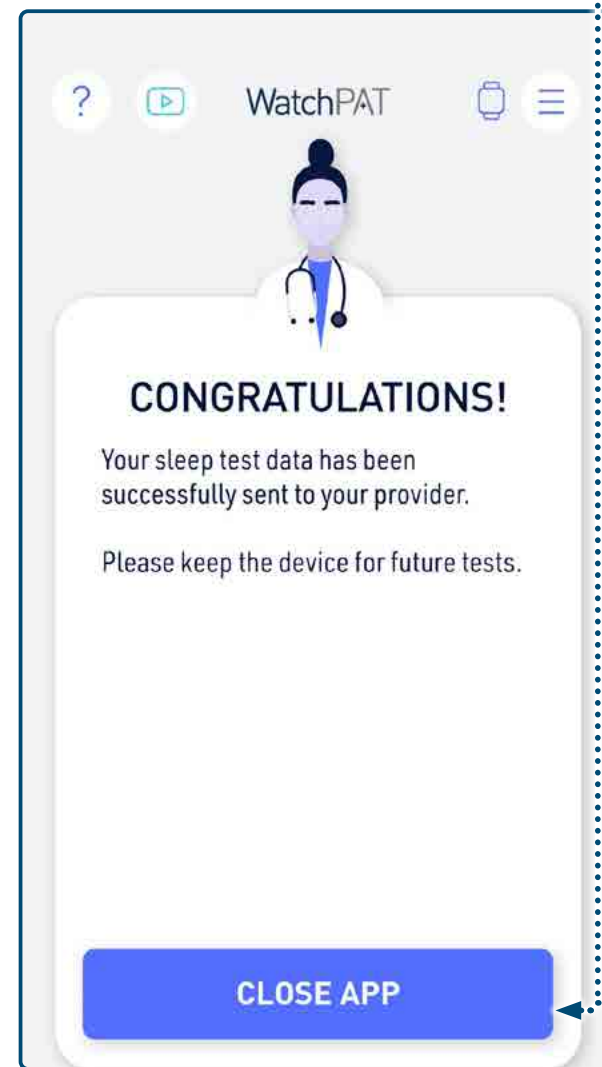 ?
WatchPAT
CONGRATULATIONS!
Your sleep test data has been
successfully sent to your provider.
Please keep the device for future tests.
CLOSE APP